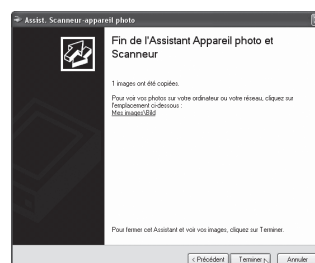 Assist. Scanneur-appareil photo
Fin de l'Assistant Appareil photo et
Scanneur
1 images ont été copiées.
Pour voir vos photos sur votre ordinateur ou votre réseau, cliquez sur
l'emplacement ci-dessous :
Mes images\Bild
Pour fermer cet Assistant et voir vos images, cliquez sur Terminer.
< Précédent
Terminer
Annuler